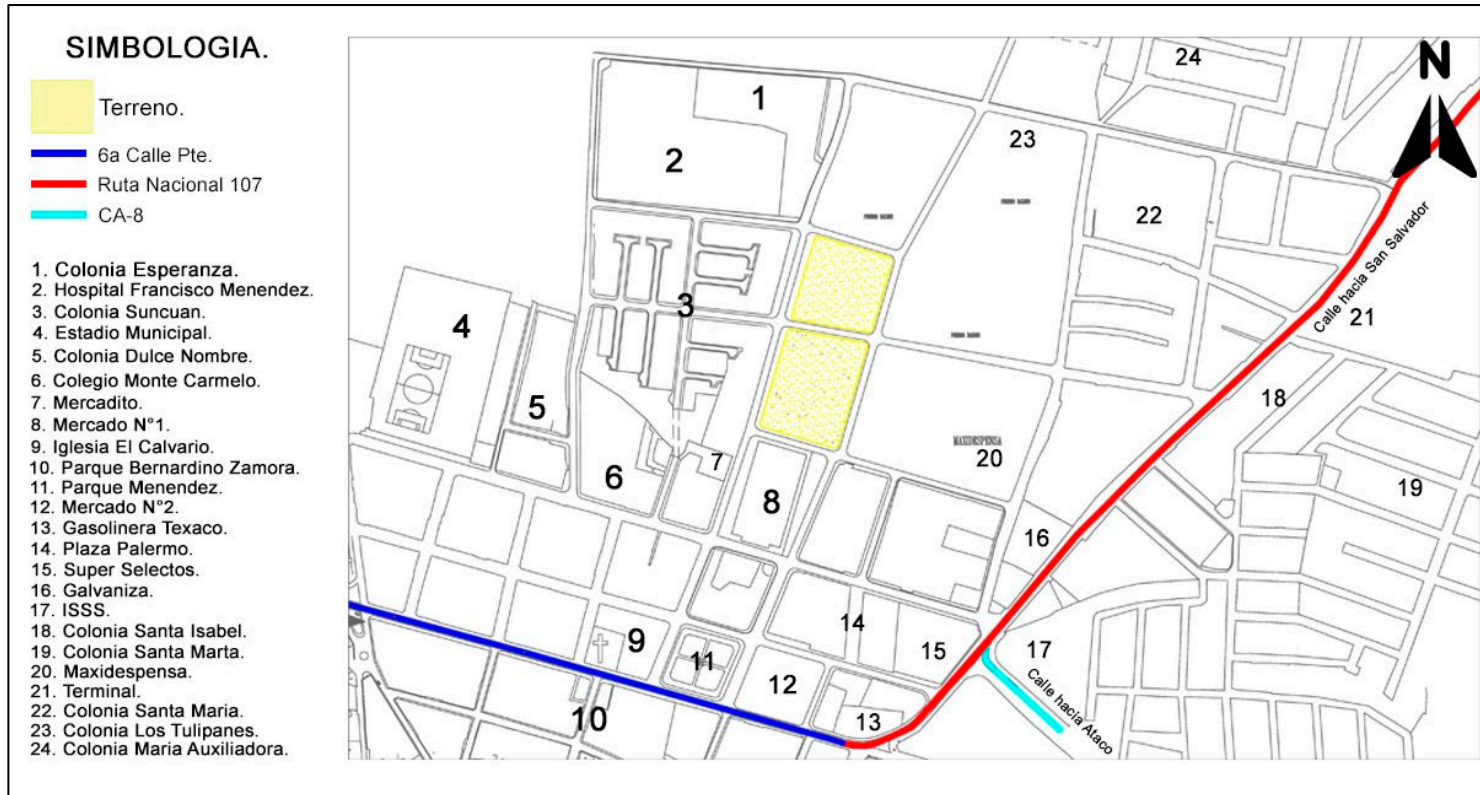 SIMBOLOGIA.
Terreno.
6a Calle Pte.
Ruta Nacional 107
CA-8
1. Colonia Esperanza.
2. Hospital Francisco Menendez.
3. Colonia Suncuan.
4. Estadio Municipal.
5. Colonia Dulce Nombre.
6. Colegio Monte Carmelo.
7. Mercadito.
8. Mercado N°1.
9. Iglesia El Calvario.
10. Parque Bernardino Zamora.
11. Parque Menendez.
12. Mercado N°2.
13. Gasolinera Texaco.
14. Plaza Palermo.
15. Super Selectos.
16. Galvaniza.
17. ISSS.
18. Colonia Santa Isabel.
19. Colonia Santa Marta.
20. Maxidespensa.
21. Terminal.
22. Colonia Santa Maria.
23. Colonia Los Tulipanes.
24. Colonia Maria Auxiliadora.
N
24
1
23
2
22
Calle hacia San Salvador
3
21
4
18
5
MAXIDESPENSA
20
7
19
6
8
16
14
9
15
17
11
12
Calle hacia Ataco
10
13